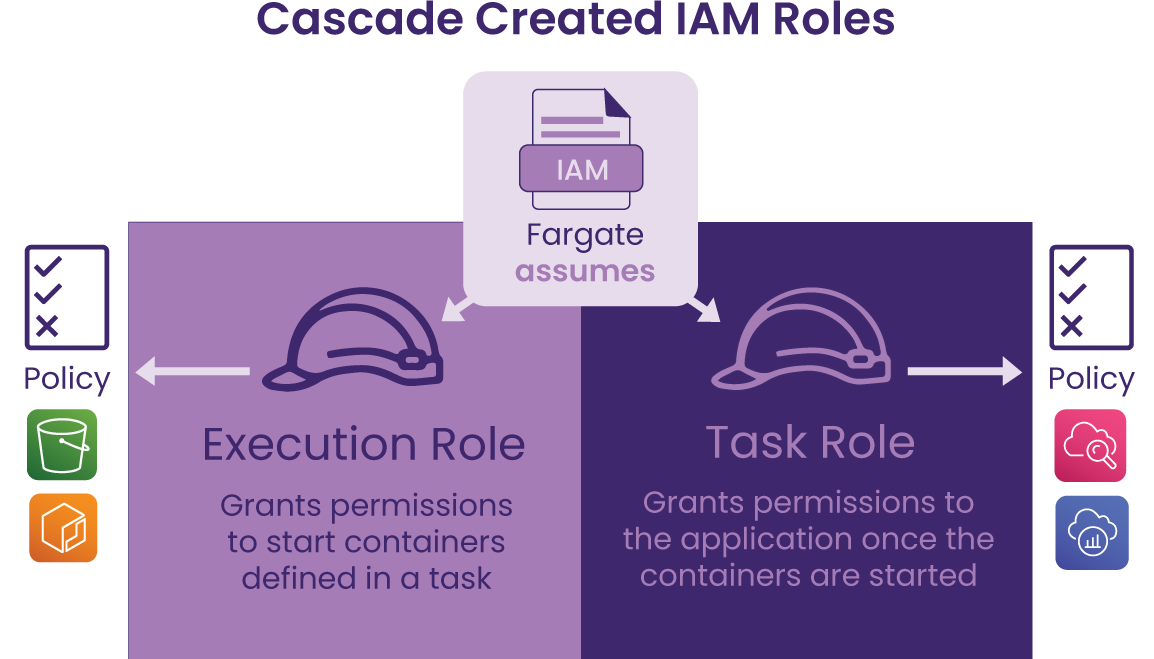 Cascade Created IAM Roles
IAM
Fargate
assumes
Policy
Execution Role
Grants permissions
to start containers
defined in a task
Task Role
Grants permissions to
the application once the
containers are started
Policy